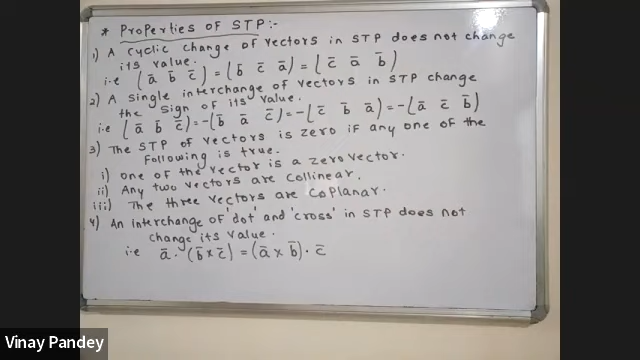 * Properties of STP:-
1) A cyclic change of vectors in STP does not change
its value.
i.e (ā b̄ c̄) = (b̄ c̄ ā) = (c̄ ā b̄)
2) A single interchange of vectors in STP change
the sign of its value.
i.e (ā b̄ c̄) = -(b̄ ā c̄) = -(c̄ b̄ ā) = -(ā c̄ b̄)
3) The STP of vectors is zero if any one of the
following is true.
i) one of the vector is a zero vector.
ii) Any two vectors are collinear.
iii) The three vectors are coplanar.
4) An interchange of 'dot' and 'cross' in STP does not
change its value.
i.e ā · (b̄ × c̄) = (ā × b̄) · c̄
Vinay Pandey